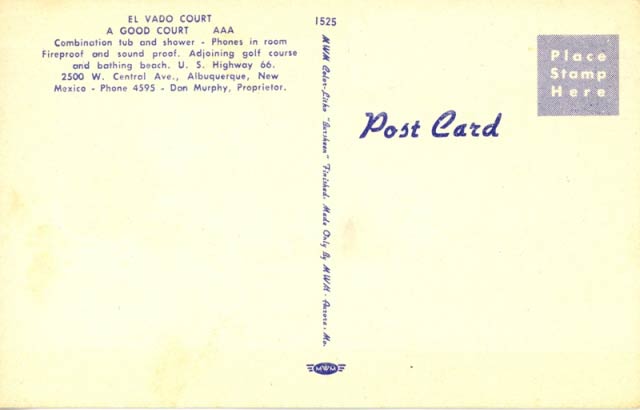 EL VADO COURT
A GOOD COURT AAA
Combination tub and shower - Phones in room
Fireproof and sound proof. Adjoining golf course
and bathing beach. U. S. Highway 66.
2500 W. Central Ave., Albuquerque, New
Mexico - Phone 4595 - Don Murphy, Proprietor.
1525
MWM Color-Litho "Gursheen" Finished. Made Only By MWM - Aurora, Mo.
MWM
Post Card
Place
Stamp
Here